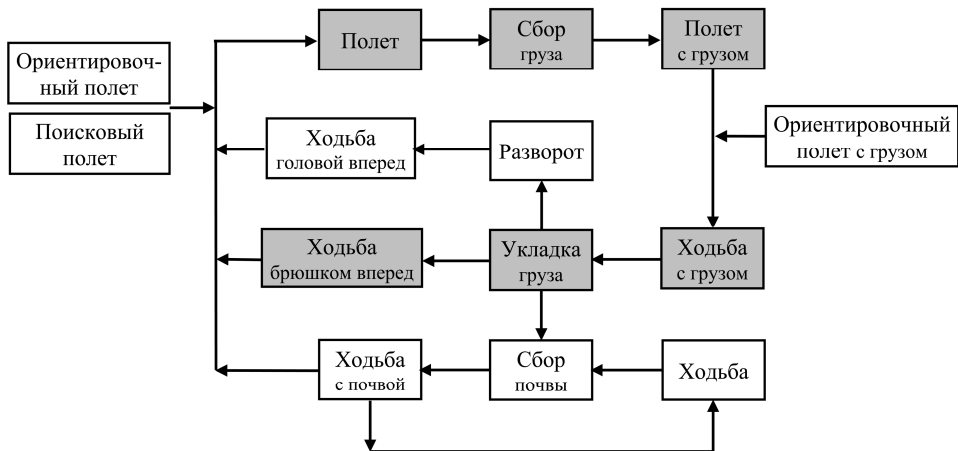 Полет
Сбор
груза
Полет
с грузом
Ориентировоч-
ный полет
Поисковый
полет
Ходьба
головой вперед
Разворот
Ориентировочный
полет с грузом
Ходьба
брюшком вперед
Укладка
груза
Ходьба
с грузом
Ходьба
с почвой
Сбор
почвы
Ходьба